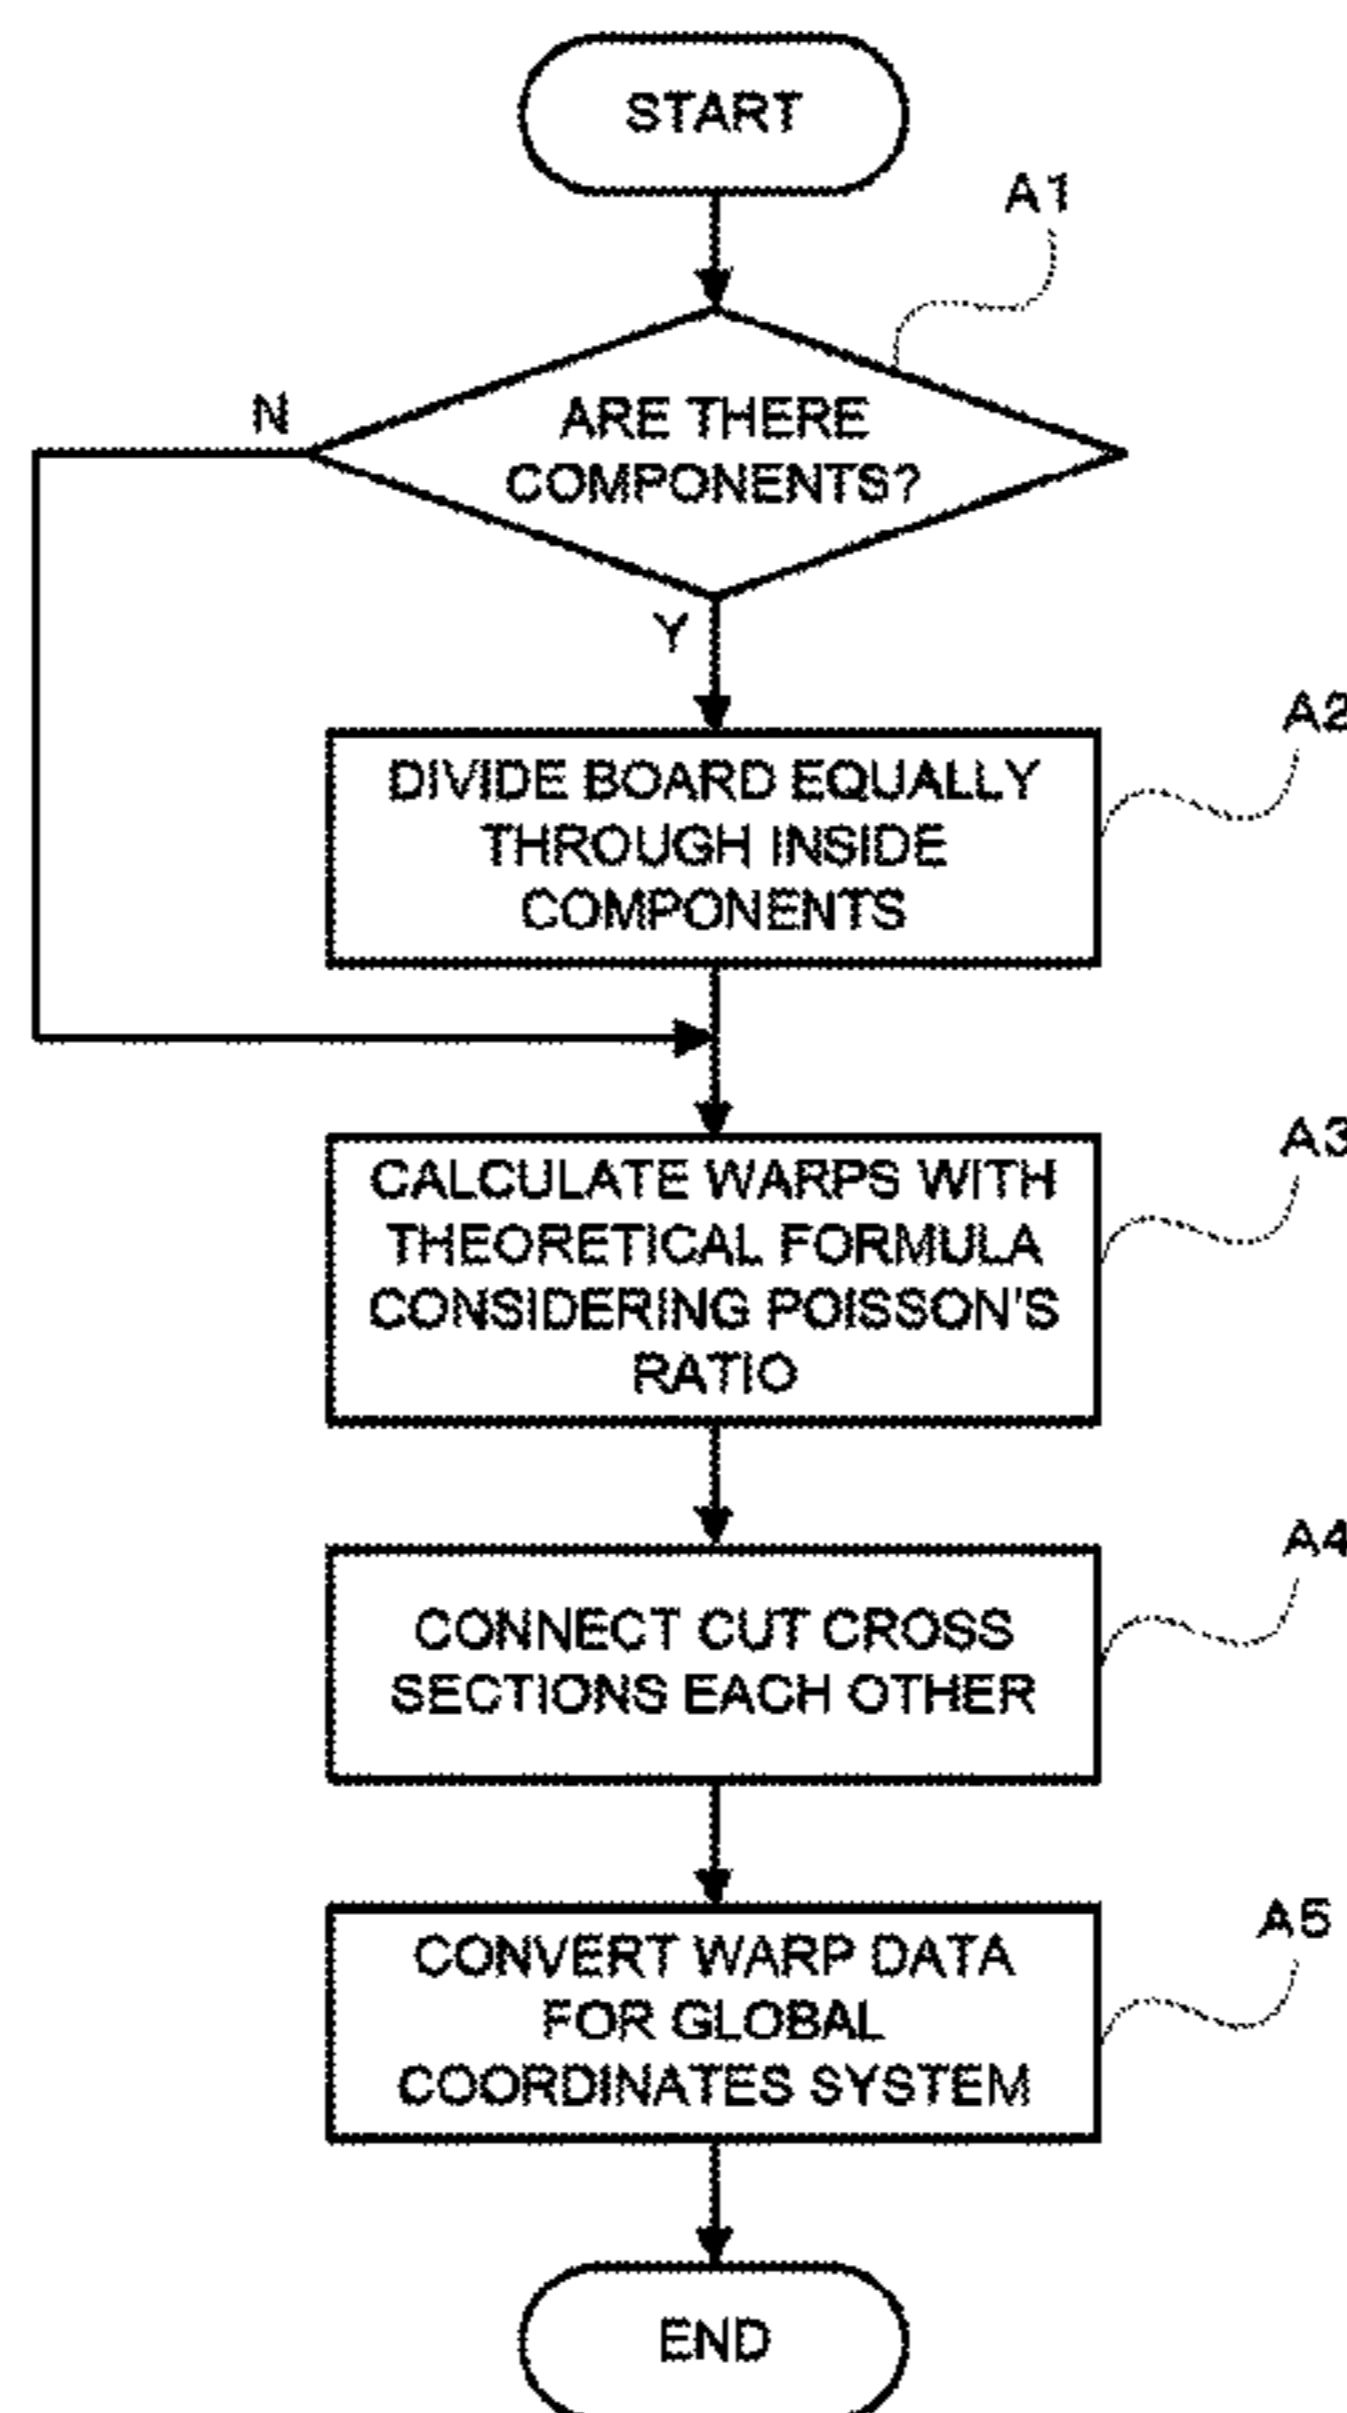 START
A1
N
ARE THERE
COMPONENTS?
Y
A2
DIVIDE BOARD EQUALLY
THROUGH INSIDE
COMPONENTS
A3
CALCULATE WARPS WITH
THEORETICAL FORMULA
CONSIDERING POISSON'S
RATIO
A4
CONNECT CUT CROSS
SECTIONS EACH OTHER
A5
CONVERT WARP DATA
FOR GLOBAL
COORDINATES SYSTEM
END